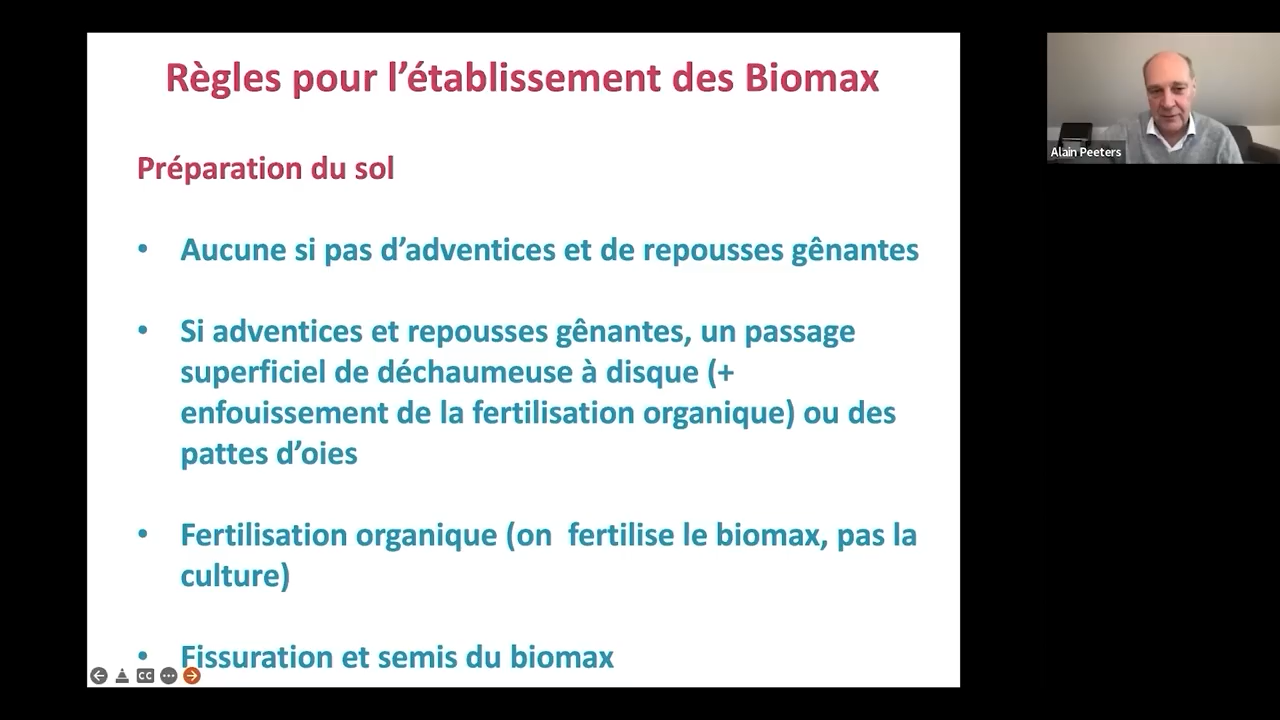 Règles pour l'établissement des Biomax
Préparation du sol
• Aucune si pas d'adventices et de repousses gênantes
• Si adventices et repousses gênantes, un passage
superficiel de déchaumeuse à disque (+
enfouissement de la fertilisation organique) ou des
pattes d'oies
• Fertilisation organique (on  fertilise le biomax, pas la
culture)
• Fissuration et semis du biomax
CC
Alain Peeters